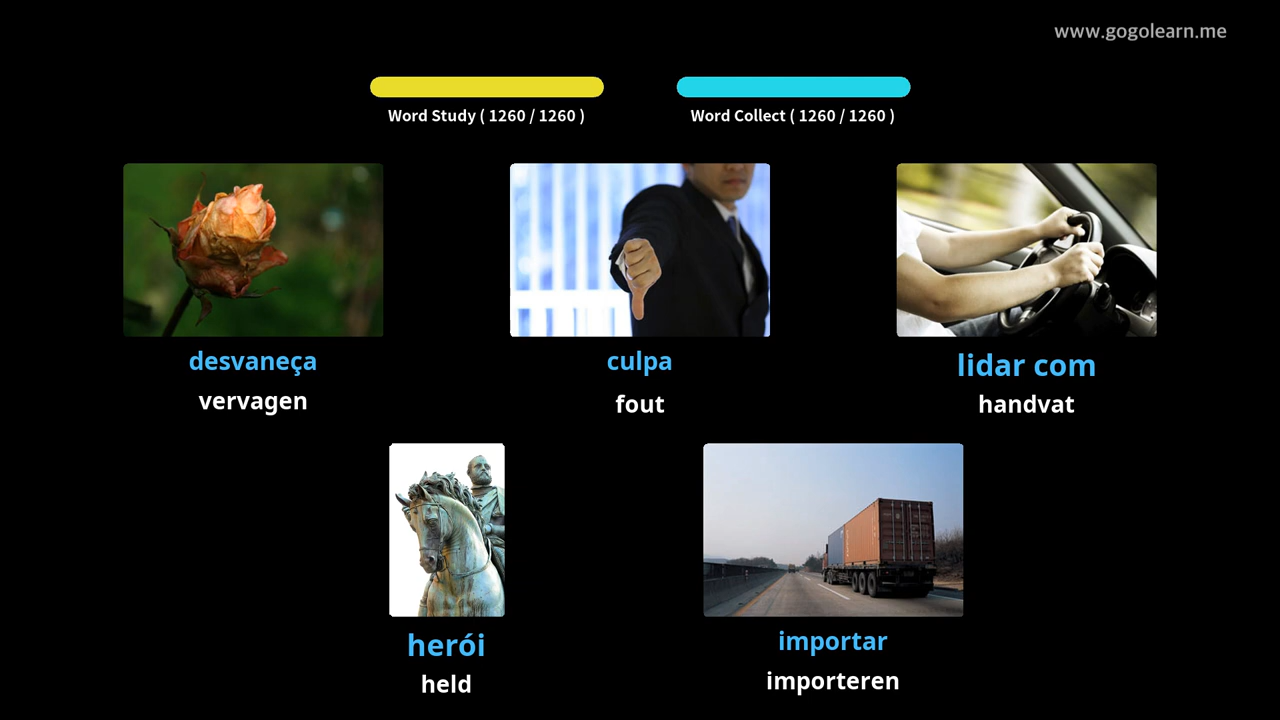 www.gogolearn.me
Word Study ( 1260 / 1260 )
Word Collect ( 1260 / 1260 )
desvaneça
vervagen
culpa
fout
lidar com
handvat
herói
held
importar
importeren